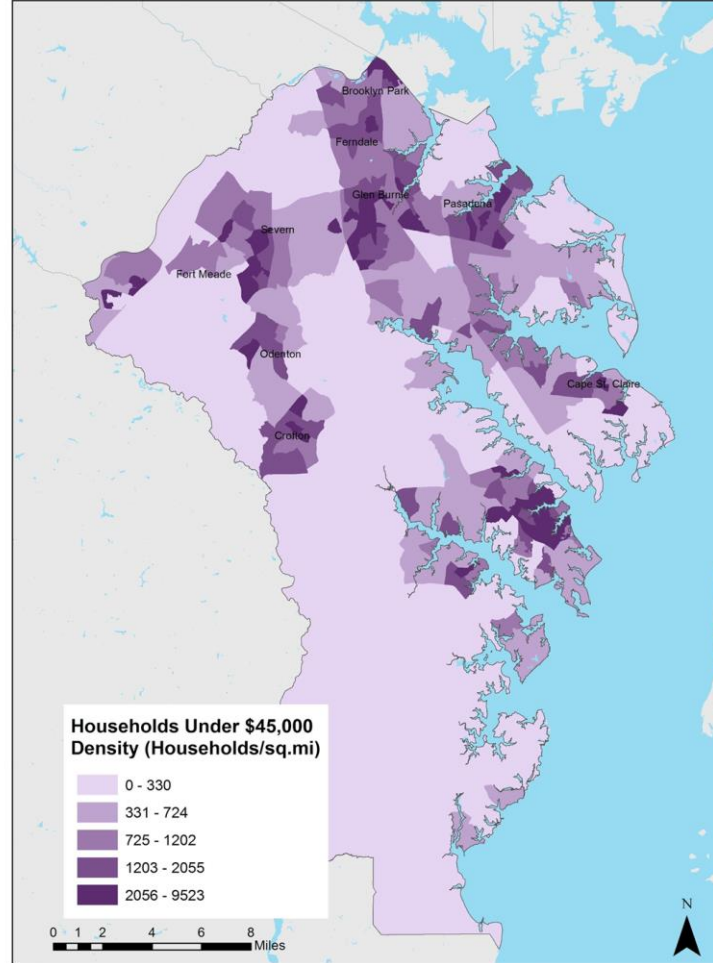 Brooklyn Park
Ferndale
Glen Burnie
Pasadena
Severn
Fort Meade
Odenton
Cape St. Claire
Crofton
Households Under $45,000
Density (Households/sq.mi)
0 - 330
331 - 724
725 - 1202
1203 - 2055
2056 - 9523
0 1 2 4 6 8
Miles
N